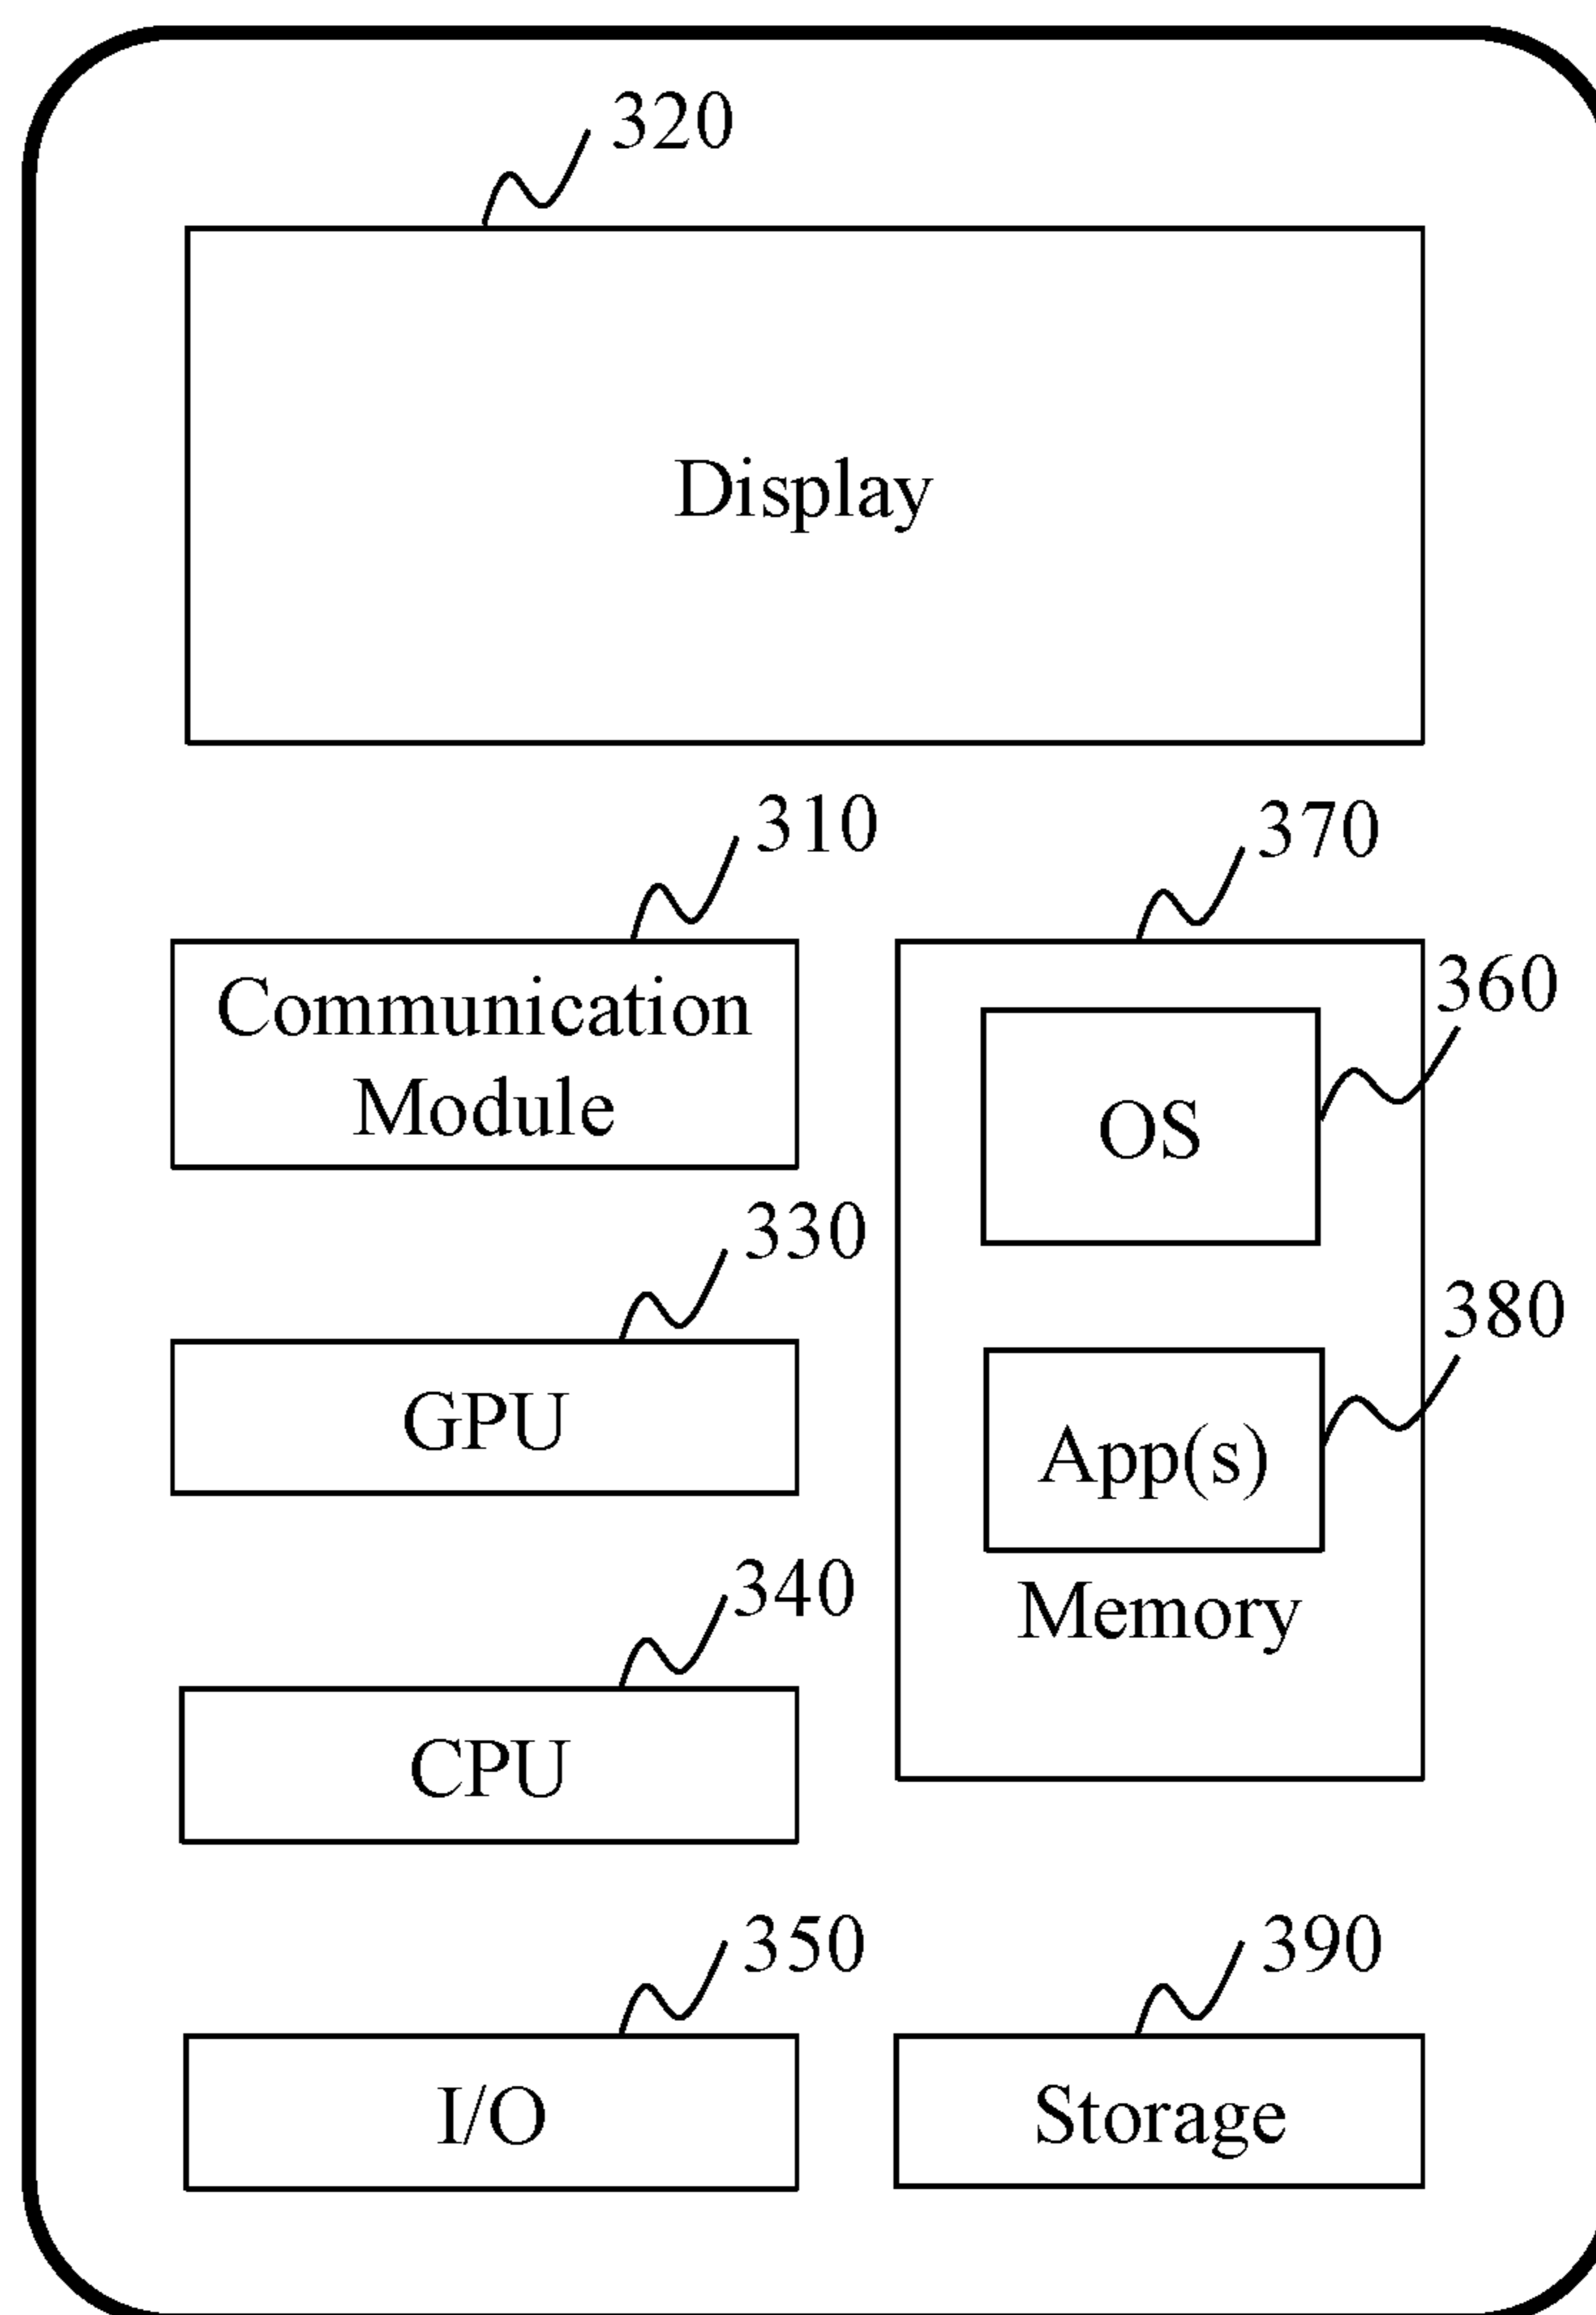 320
Display
310
370
Communication
Module
360
OS
330
GPU
380
App(s)
Memory
340
CPU
350
I/O
390
Storage